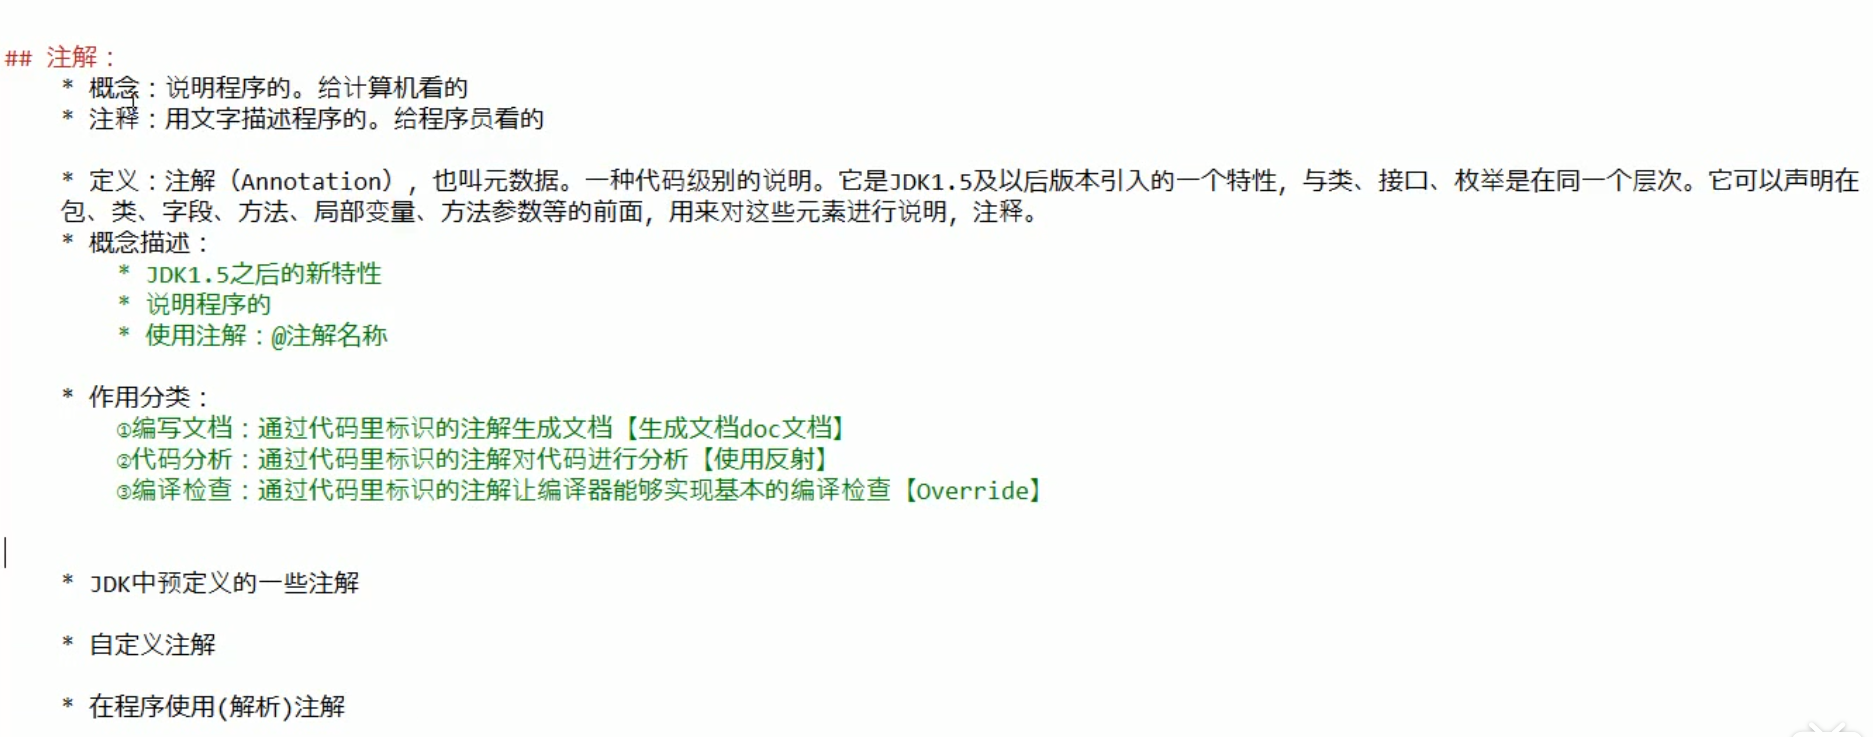 ## 注解：
* 概念：说明程序的。给计算机看的
* 注释：用文字描述程序的。给程序员看的
* 定义：注解（Annotation），也叫元数据。一种代码级别的说明。它是JDK1.5及以后版本引入的一个特性，与类、接口、枚举是在同一个层次。它可以声明在
包、类、字段、方法、局部变量、方法参数等的前面，用来对这些元素进行说明，注释。
* 概念描述：
* JDK1.5之后的新特性
* 说明程序的
* 使用注解：@注解名称
* 作用分类：
①编写文档：通过代码里标识的注解生成文档【生成文档doc文档】
②代码分析：通过代码里标识的注解对代码进行分析【使用反射】
③编译检查：通过代码里标识的注解让编译器能够实现基本的编译检查【Override】
* JDK中预定义的一些注解
* 自定义注解
* 在程序使用(解析)注解